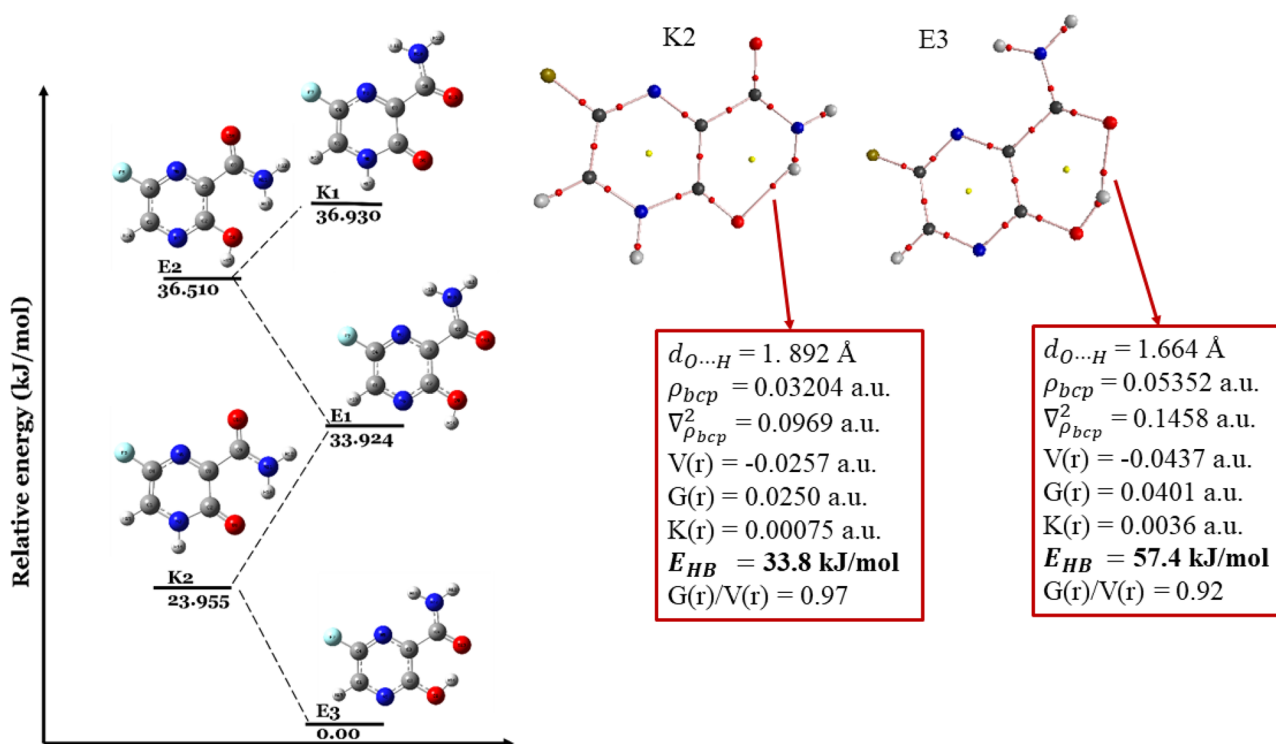 Relative energy (kJ/mol)
K1
36.930
E2
36.510
E1
33.924
K2
23.955
E3
0.00
K2
E3
d_{O...H} = 1. 892 Å
ρ_{bcp} = 0.03204 a.u.
∇²_{ρ_{bcp}} = 0.0969 a.u.
V(r) = -0.0257 a.u.
G(r) = 0.0250 a.u.
K(r) = 0.00075 a.u.
E_{HB} = 33.8 kJ/mol
G(r)/V(r) = 0.97
d_{O...H} = 1.664 Å
ρ_{bcp} = 0.05352 a.u.
∇²_{ρ_{bcp}} = 0.1458 a.u.
V(r) = -0.0437 a.u.
G(r) = 0.0401 a.u.
K(r) = 0.0036 a.u.
E_{HB} = 57.4 kJ/mol
G(r)/V(r) = 0.92